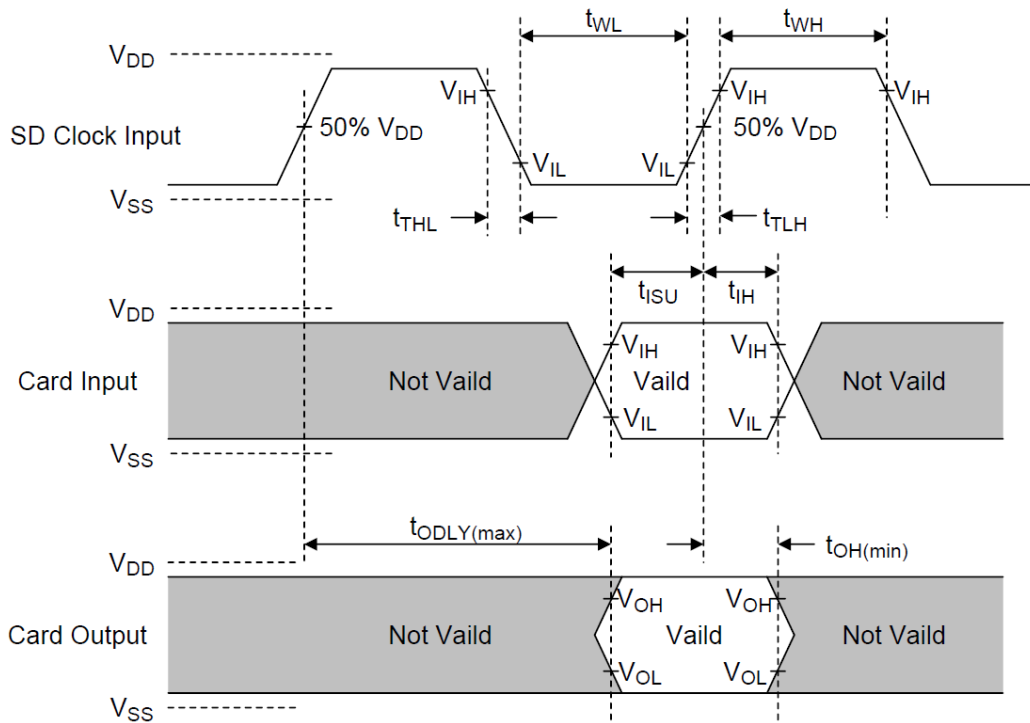 tWL
tWH
VDD
VIH
VIH
VIH
SD Clock Input
50% VDD
50% VDD
VIL
VIL
VSS
tTHL
tTLH
tISU
tIH
VDD
VIH
VIH
Card Input
Not Vaild
Vaild
Not Vaild
VIL
VIL
VSS
tODLY(max)
tOH(min)
VDD
VOH
VOH
Card Output
Not Vaild
Vaild
Not Vaild
VOL
VOL
VSS